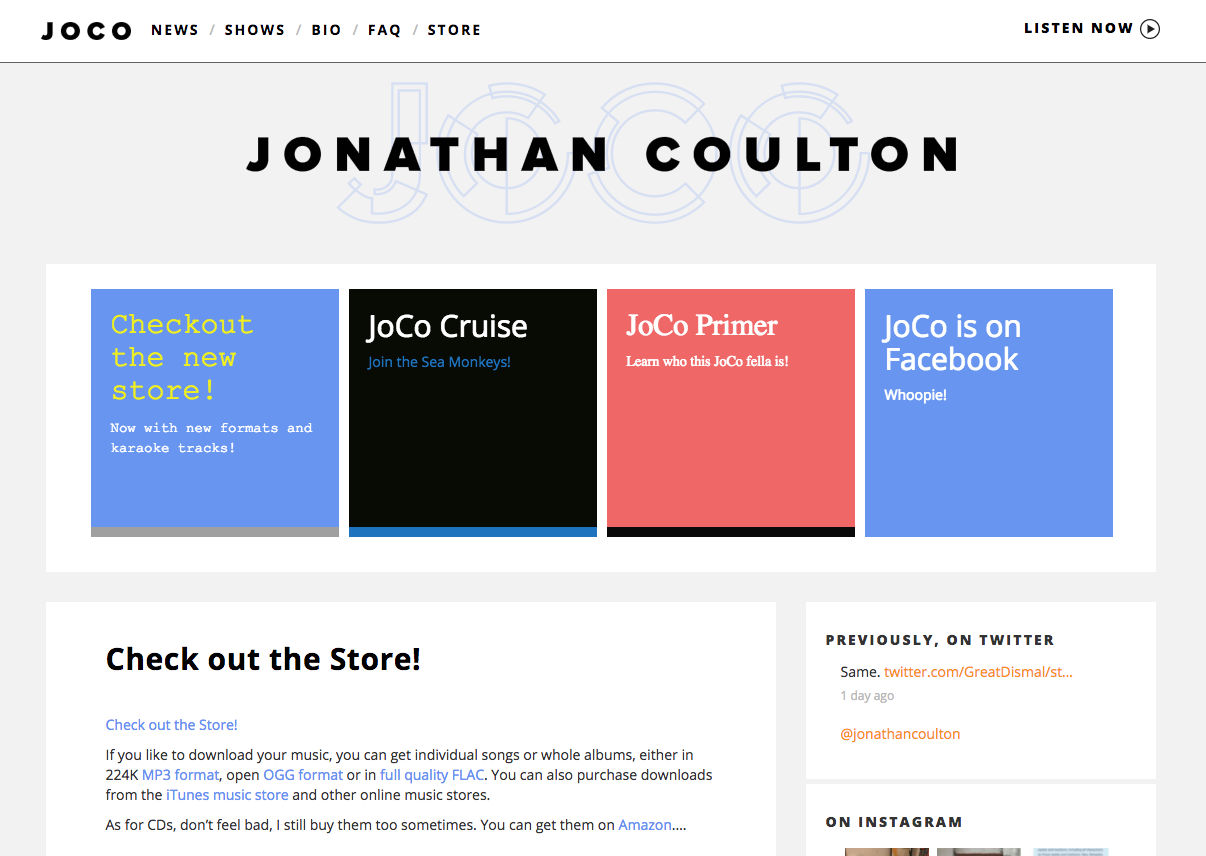 JOCO NEWS / SHOWS / BIO / FAQ / STORE LISTEN NOW
JOCO
JONATHAN COULTON
Checkout
the new
store!
Now with new formats and
karaoke tracks!
JoCo Cruise
Join the Sea Monkeys!
JoCo Primer
Learn who this JoCo fella is!
JoCo is on
Facebook
Whoopie!
Check out the Store!
Check out the Store!
If you like to download your music, you can get individual songs or whole albums, either in
224K MP3 format, open OGG format or in full quality FLAC. You can also purchase downloads
from the iTunes music store and other online music stores.
As for CDs, don’t feel bad, I still buy them too sometimes. You can get them on Amazon....
PREVIOUSLY, ON TWITTER
Same. twitter.com/GreatDismal/st...
1 day ago
@jonathancoulton
ON INSTAGRAM